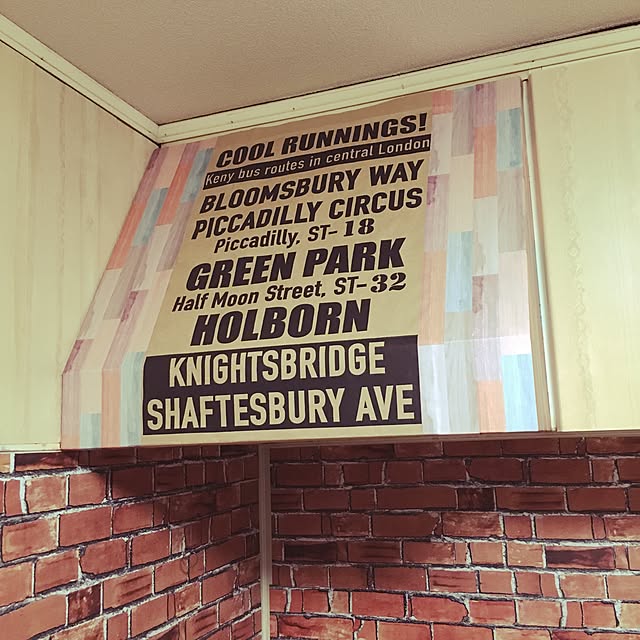 COOL RUNNINGS!
Keny bus routes in central London
BLOOMSBURY WAY
PICCADILLY CIRCUS
Piccadilly, ST-18
GREEN PARK
Half Moon Street, ST-32
HOLBORN
KNIGHTSBRIDGE
SHAFTESBURY AVE